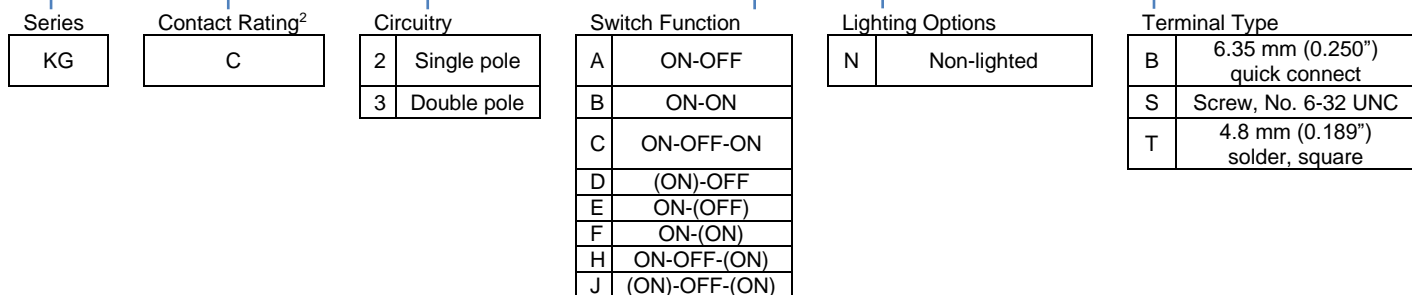 Series Contact Rating2 Circuitry Switch Function Lighting Options Terminal Type
KG
C
2 Single pole
3 Double pole
A ON-OFF
B ON-ON
C ON-OFF-ON
D (ON)-OFF
E ON-(OFF)
F ON-(ON)
H ON-OFF-(ON)
J (ON)-OFF-(ON)
N Non-lighted
B 6.35 mm (0.250”)
quick connect
S Screw, No. 6-32 UNC
T 4.8 mm (0.189”)
solder, square